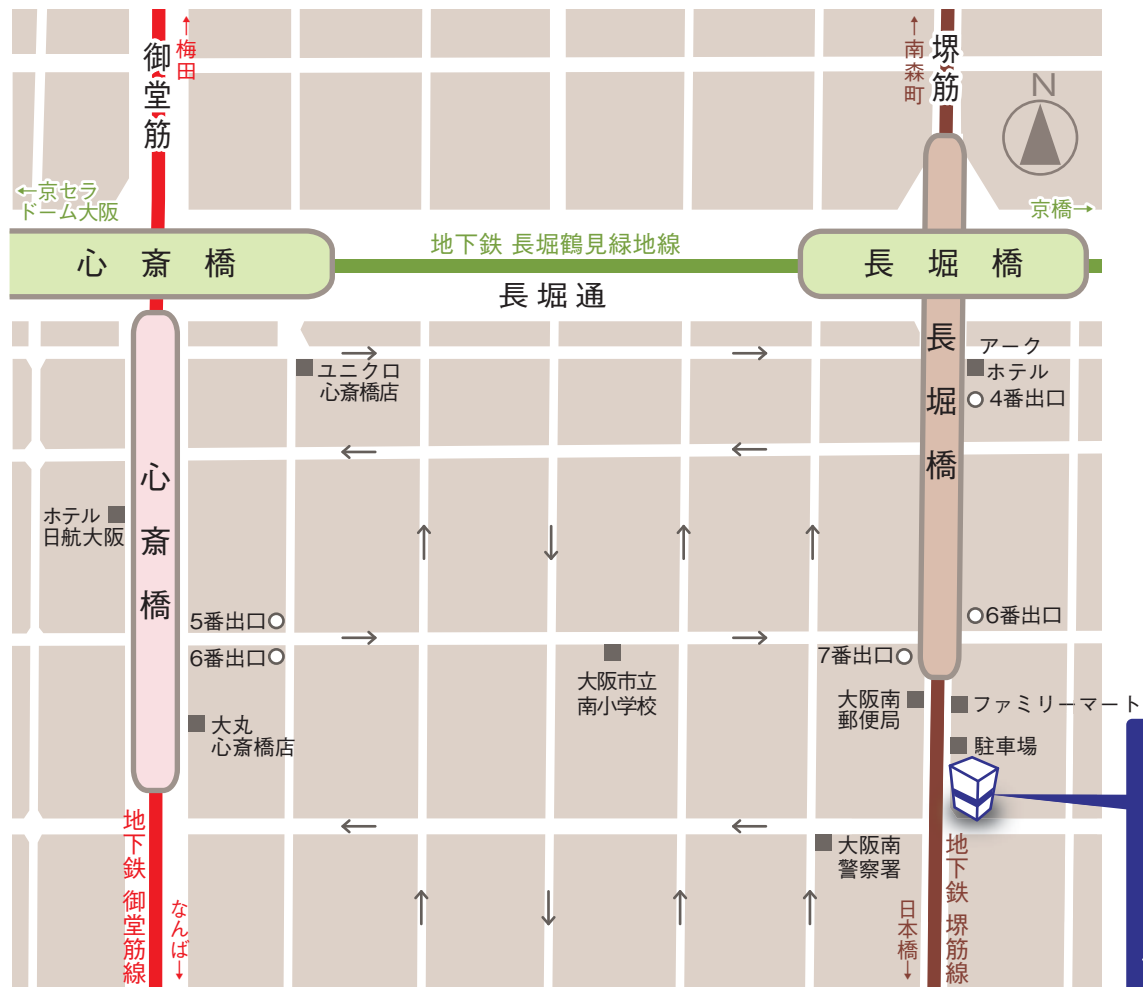 ↑梅田
御堂筋
↑南森町
堺筋
N
←京セラ
ドーム大阪
京橋→
心斎橋
地下鉄 長堀鶴見緑地線
長堀橋
長堀通
長堀橋
アーク
ホテル
4番出口
ユニクロ
心斎橋店
心斎橋
ホテル
日航大阪
5番出口
6番出口
6番出口
7番出口
大阪市立
南小学校
大丸
心斎橋店
大阪南
郵便局
ファミリーマート
駐車場
大阪南
警察署
地下鉄 御堂筋線
なんば→
日本橋→
地下鉄 堺筋線